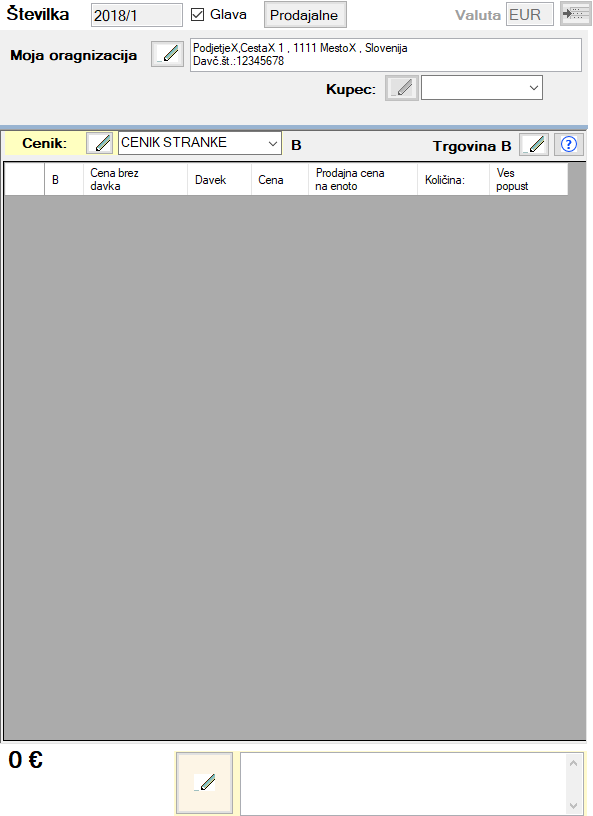 Številka 2018/1 Glava Prodajalne Valuta EUR
Moja oragnizacija PodjetjeX,CestaX 1 , 1111 MestoX , Slovenija
Davč.št.:12345678
Kupec:
Cenik: CENIK STRANKE B Trgovina B ?
B Cena brez davka Davek Cena Prodajna cena na enoto Količina: Ves popust
0 €